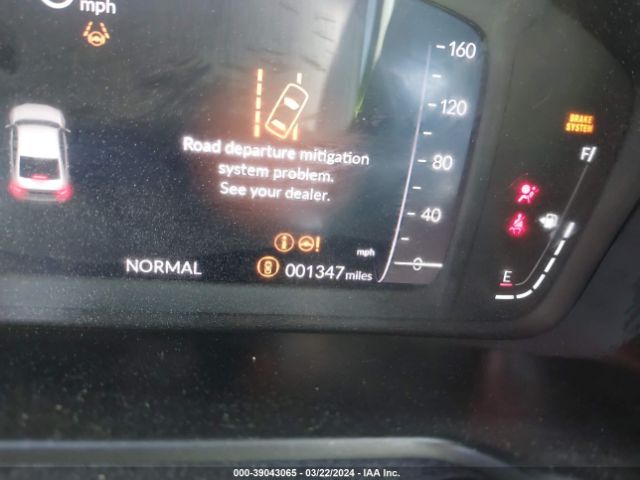 mph
160
BRAKE
SYSTEM
120
Road departure mitigation
system problem.
See your dealer.
F
80
40
mph
0
E
NORMAL
001347 miles
000-39043065 - 03/22/2024 - IAA Inc.